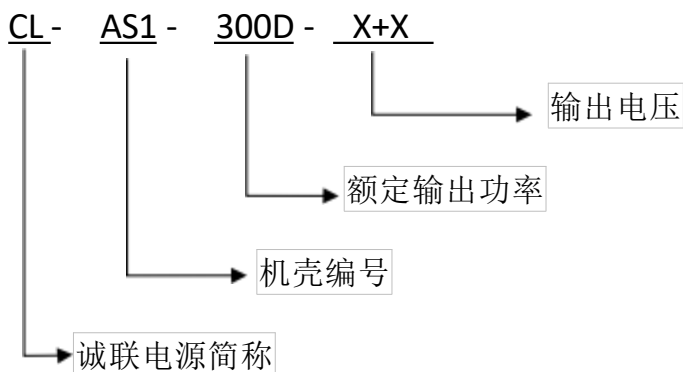 CL- AS1- 300D- X+X
输出电压
额定输出功率
机壳编号
诚联电源简称